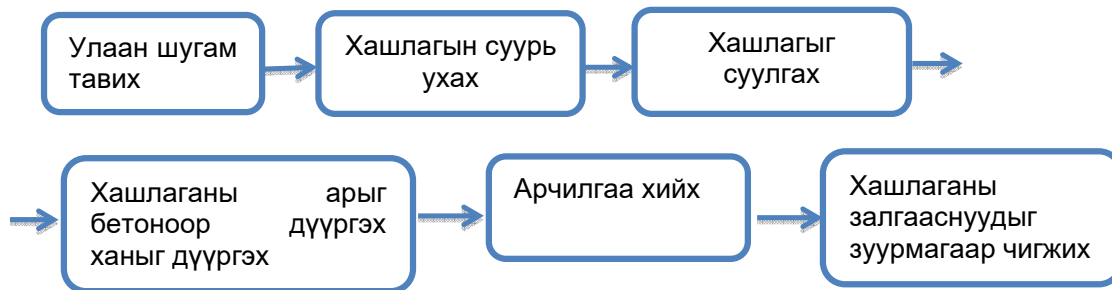 Улаан шугам
тавих
Хашлагын суурь
ухах
Хашлагыг
суулгах
Хашлаганы арыг
бетоноор дүүргэх
ханыг дүүргэх
Арчилгаа хийх
Хашлаганы
залгааснуудыг
зуурмагаар чигжих